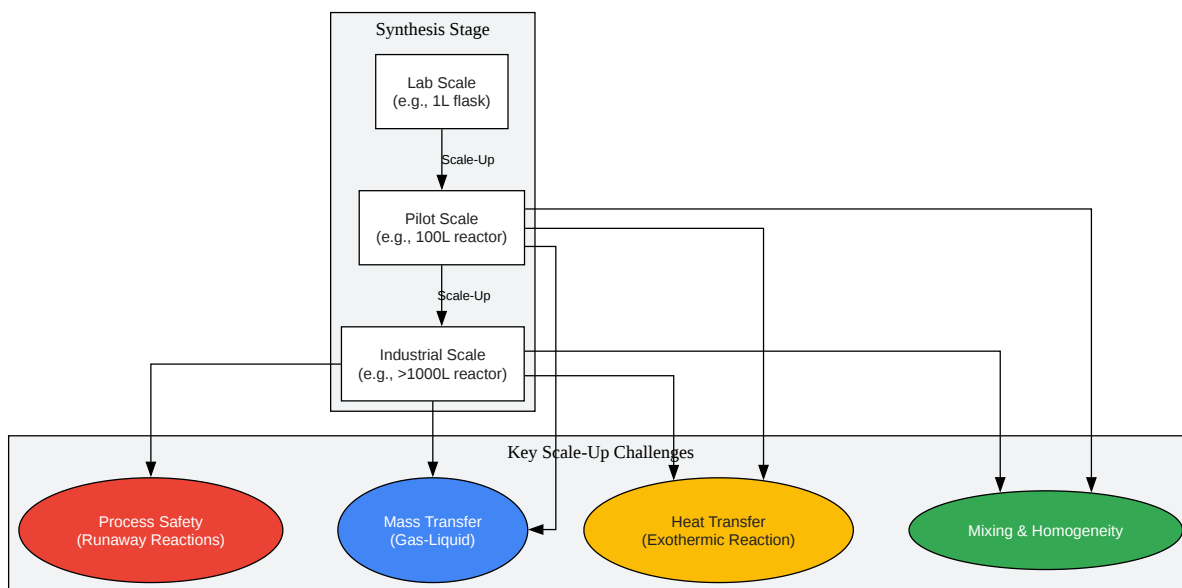 Synthesis Stage
Lab Scale
(e.g., 1L flask)
Scale-Up
Pilot Scale
(e.g., 100L reactor)
Scale-Up
Industrial Scale
(e.g., >1000L reactor)
Key Scale-Up Challenges
Process Safety
(Runaway Reactions)
Mass Transfer
(Gas-Liquid)
Heat Transfer
(Exothermic Reaction)
Mixing & Homogeneity